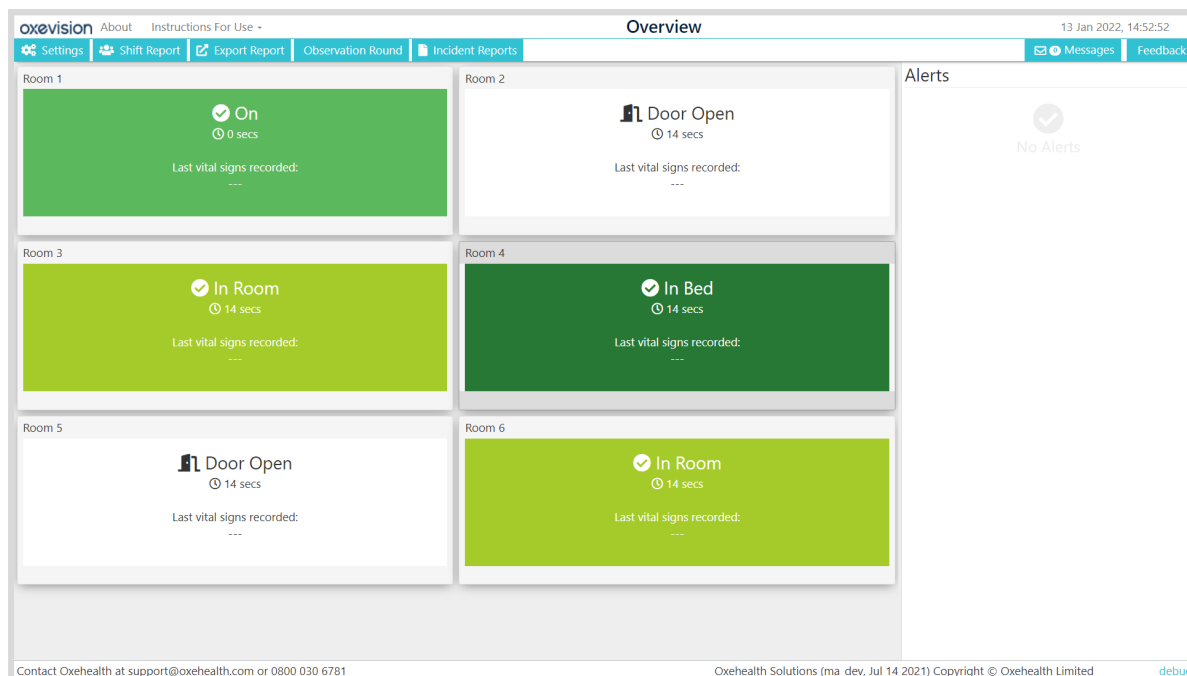 oxevision About Instructions For Use Overview 13 Jan 2022, 14:52:52
Settings Shift Report Export Report Observation Round Incident Reports 0 Messages Feedback
Room 1
On
0 secs
Last vital signs recorded:
---
Room 2
Door Open
14 secs
Last vital signs recorded:
---
Room 3
In Room
14 secs
Last vital signs recorded:
---
Room 4
In Bed
14 secs
Last vital signs recorded:
---
Room 5
Door Open
14 secs
Last vital signs recorded:
---
Room 6
In Room
14 secs
Last vital signs recorded:
---
Alerts
No Alerts
Contact Oxehealth at support@oxehealth.com or 0800 030 6781 Oxehealth Solutions (ma_dev, Jul 14 2021) Copyright © Oxehealth Limited